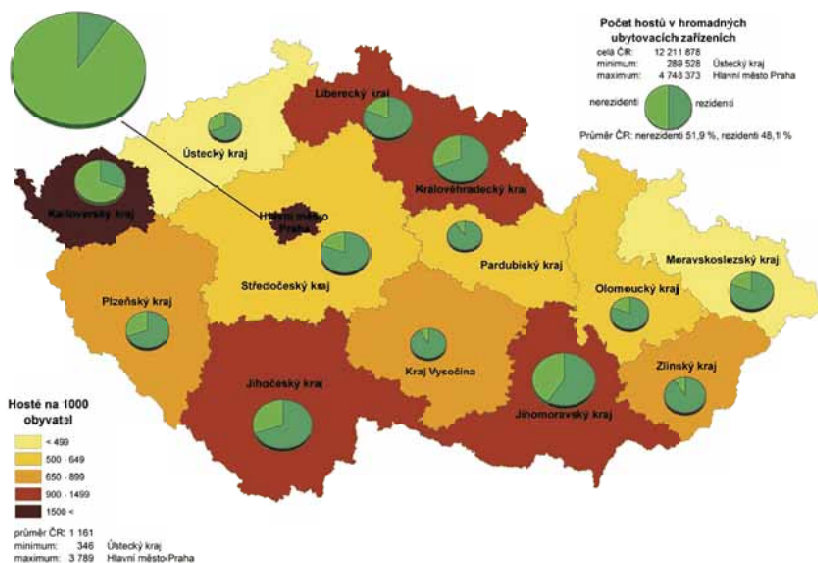 Počet hostů v hromadných
ubytovacích zařízeních
celá ČR: 12 211 878
minimum: 289 528 Ústecký kraj
maximum: 4 743 373 Hlavní město Praha
nerezidenti
rezidenti
Průměr ČR: nerezidenti 51,9 %, rezidenti 48,1 %
Liberecký kraj
Ústecký kraj
Královéhradecký kraj
Karlovarský kraj
Hlavní město
Praha
Středočeský kraj
Pardubický kraj
Moravskoslezský kraj
Olomoucký kraj
Plzeňský kraj
Kraj Vysočina
Zlínský kraj
Jihočeský kraj
Jihomoravský kraj
Hosté na 1000
obyvatel
< 499
500 - 649
650 - 899
900 - 1499
1500 <
průměr ČR: 1 161
minimum: 346 Ústecký kraj
maximum: 3 789 Hlavní město Praha